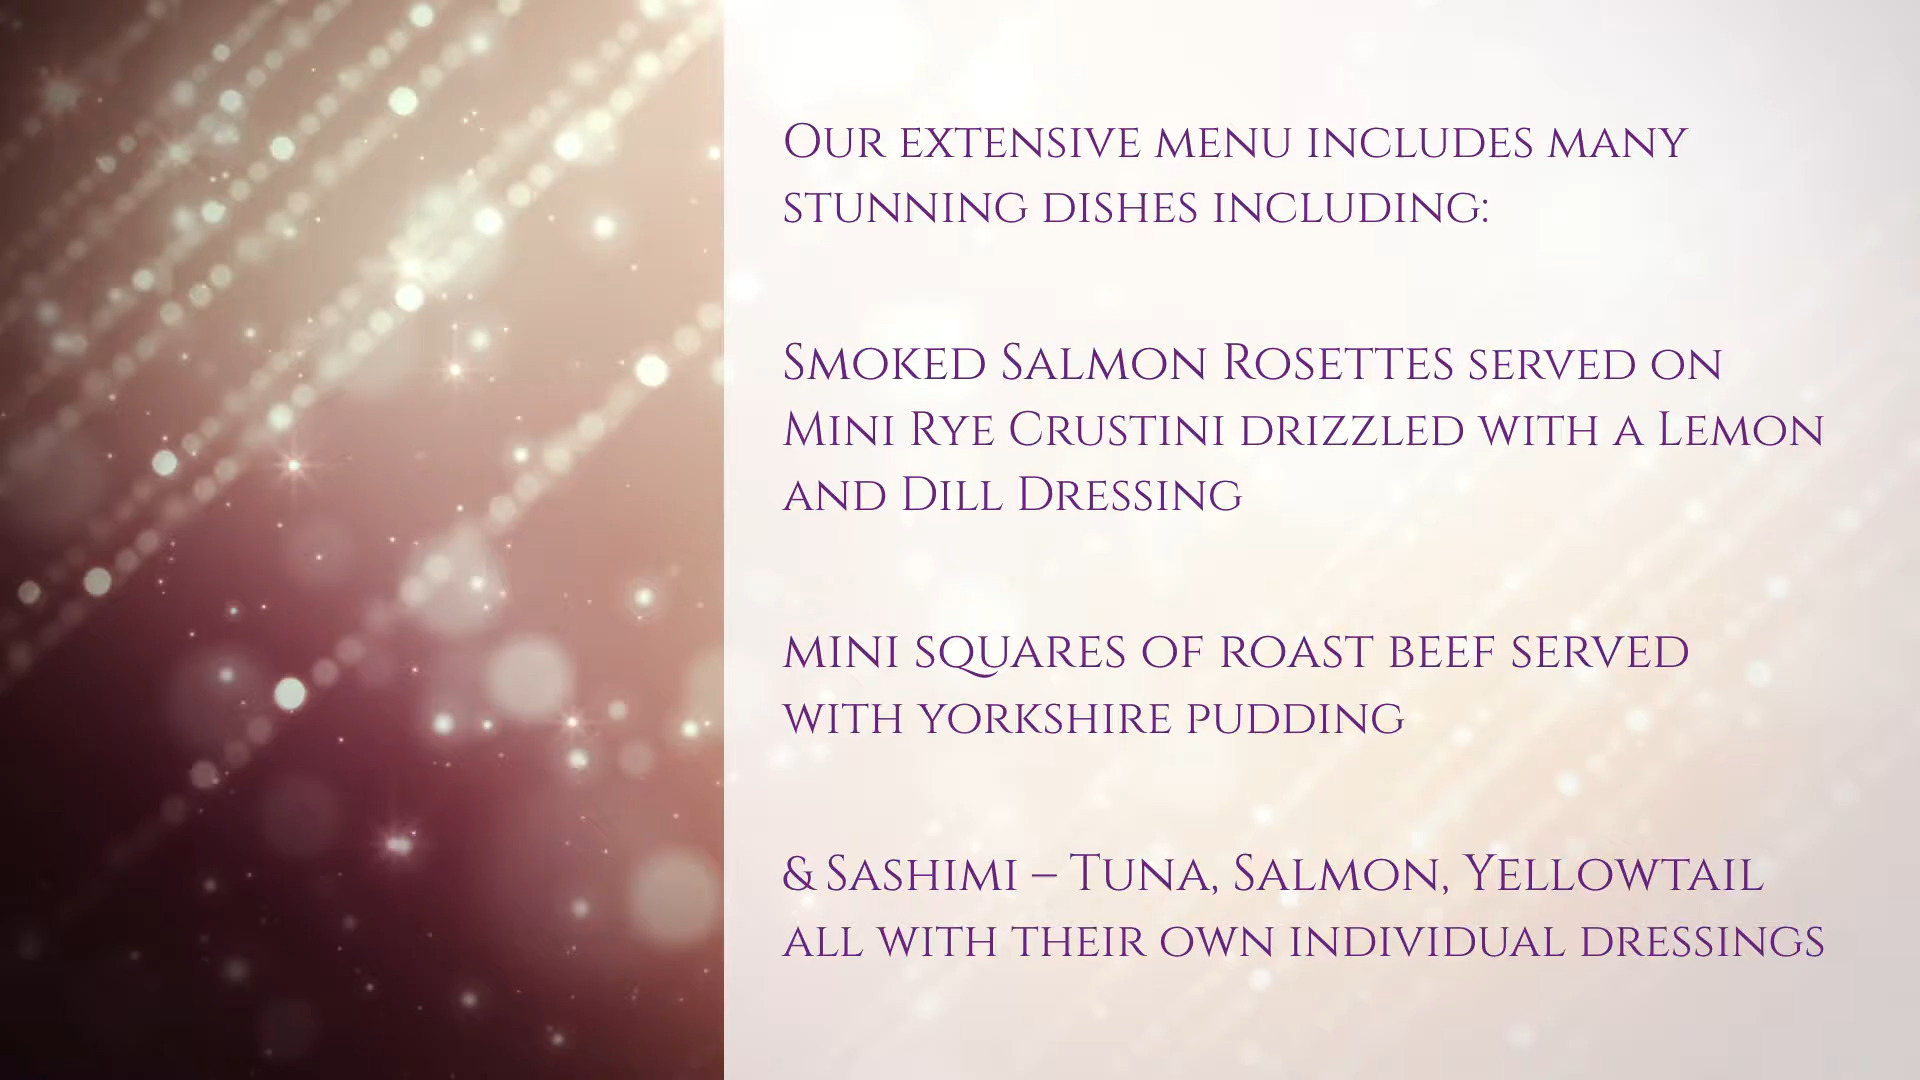 Our extensive menu includes many
stunning dishes including:
Smoked Salmon Rosettes served on
Mini Rye Crustini drizzled with a Lemon
and Dill Dressing
mini squares of roast beef served
with yorkshire pudding
& Sashimi – Tuna, Salmon, Yellowtail
all with their own individual dressings